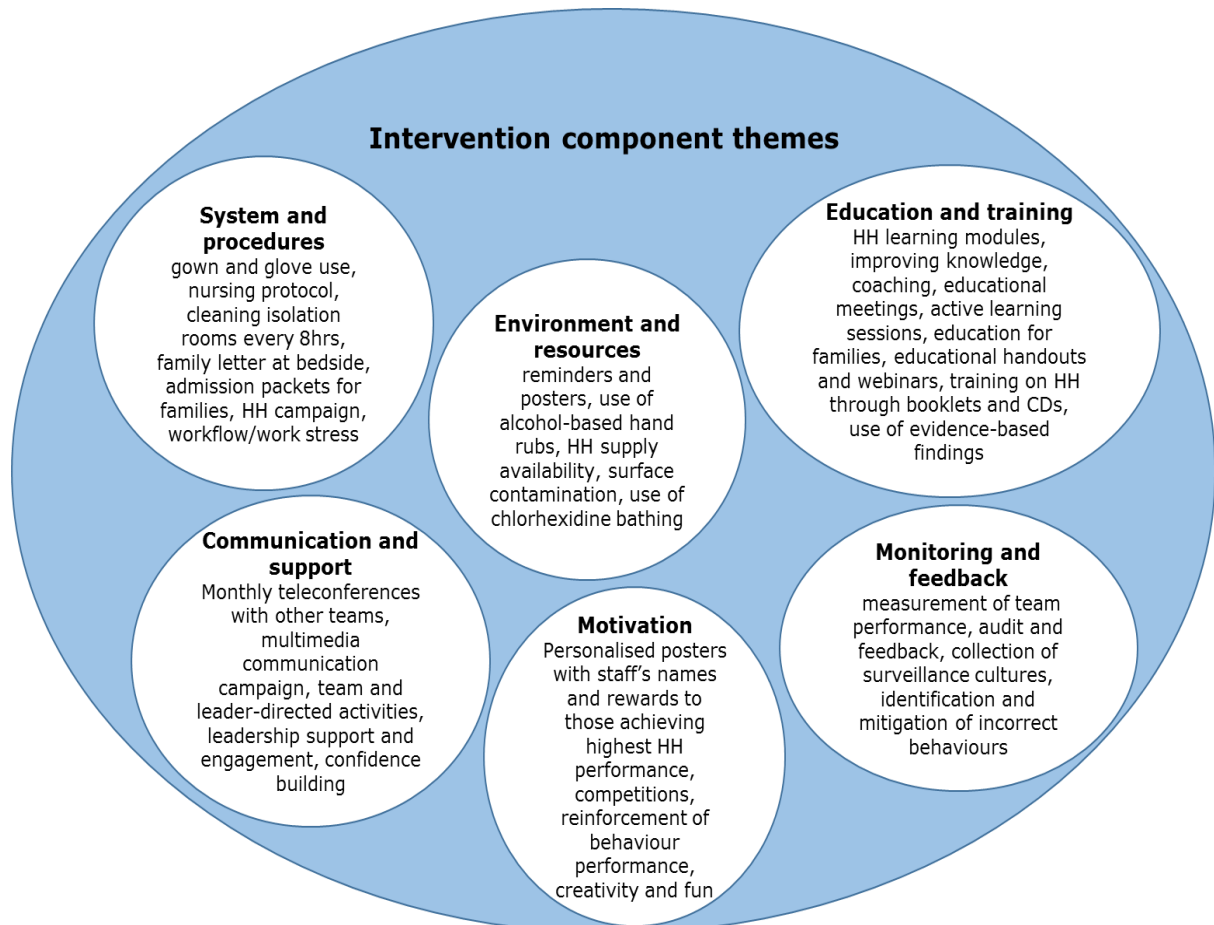 Intervention component themes
System and
procedures
gown and glove use,
nursing protocol,
cleaning isolation
rooms every 8hrs,
family letter at bedside,
admission packets for
families, HH campaign,
workflow/work stress
Environment and
resources
reminders and
posters, use of
alcohol-based hand
rubs, HH supply
availability, surface
contamination, use of
chlorhexidine bathing
Education and training
HH learning modules,
improving knowledge,
coaching, educational
meetings, active learning
sessions, education for
families, educational handouts
and webinars, training on HH
through booklets and CDs,
use of evidence-based
findings
Communication and
support
Monthly teleconferences
with other teams,
multimedia
communication
campaign, team and
leader-directed activities,
leadership support and
engagement, confidence
building
Motivation
Personalised posters
with staff’s names
and rewards to
those achieving
highest HH
performance,
competitions,
reinforcement of
behaviour
performance,
creativity and fun
Monitoring and
feedback
measurement of team
performance, audit and
feedback, collection of
surveillance cultures,
identification and
mitigation of incorrect
behaviours